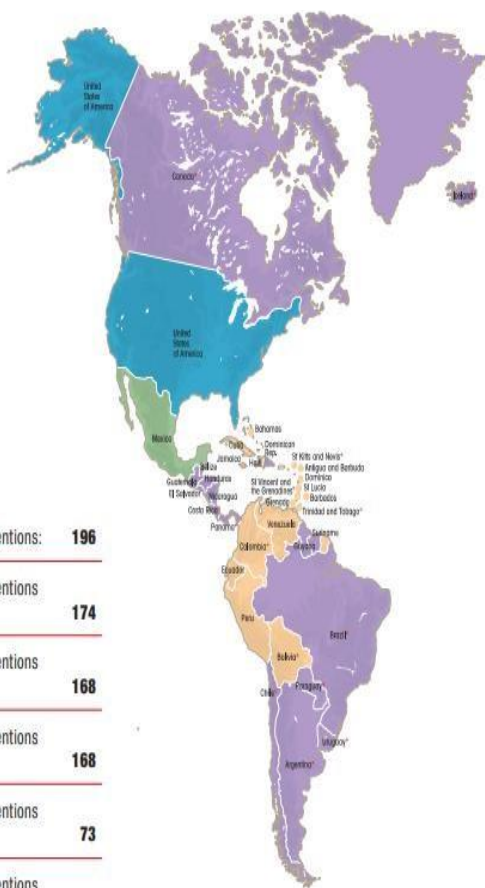 United
States
of America
Canada*
Iceland*
United
States
of America
Mexico
Bahamas
Cuba
Dominican
Rep.
Jamaica
Haiti
St Kitts and Nevis*
Antigua and Barbuda
Dominica
St Lucia
Barbados
St Vincent and
the Grenadines*
Grenada
Trinidad and Tobago*
Belize
Guatemala
Honduras
El Salvador
Nicaragua
Costa Rica*
Panama*
Venezuela
Colombia*
Guyana
Suriname
Ecuador
Peru
Brazil*
Bolivia*
Paraguay*
Chile*
Uruguay*
Argentina*
entions: 196
entions
174
entions
168
entions
168
entions
73
entions